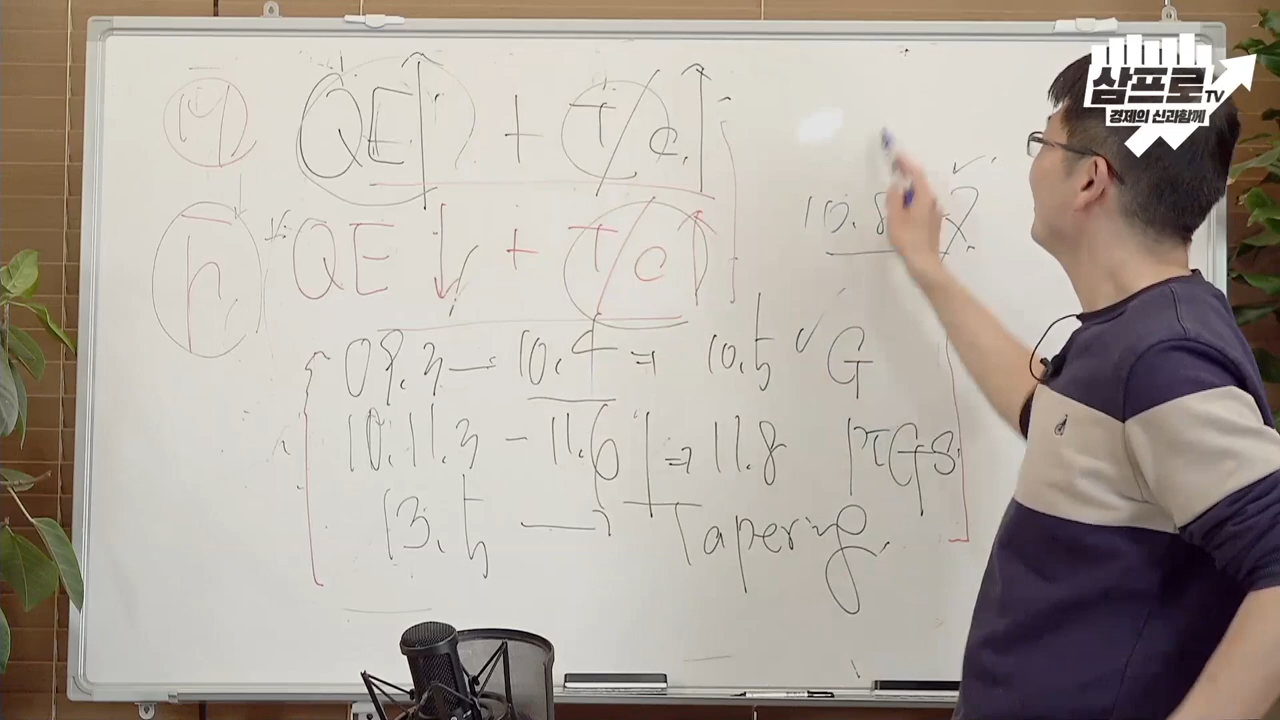 QE↑ + T/C↑
QE↓ + T/C↑
10.8
09.3 — 10.4 ⇒ 10.5 ✓ G
10.11.3 - 11.6 ⇒ 11.8 PIGS
13.5 → Tapering
삼프로TV
경제의 신과함께